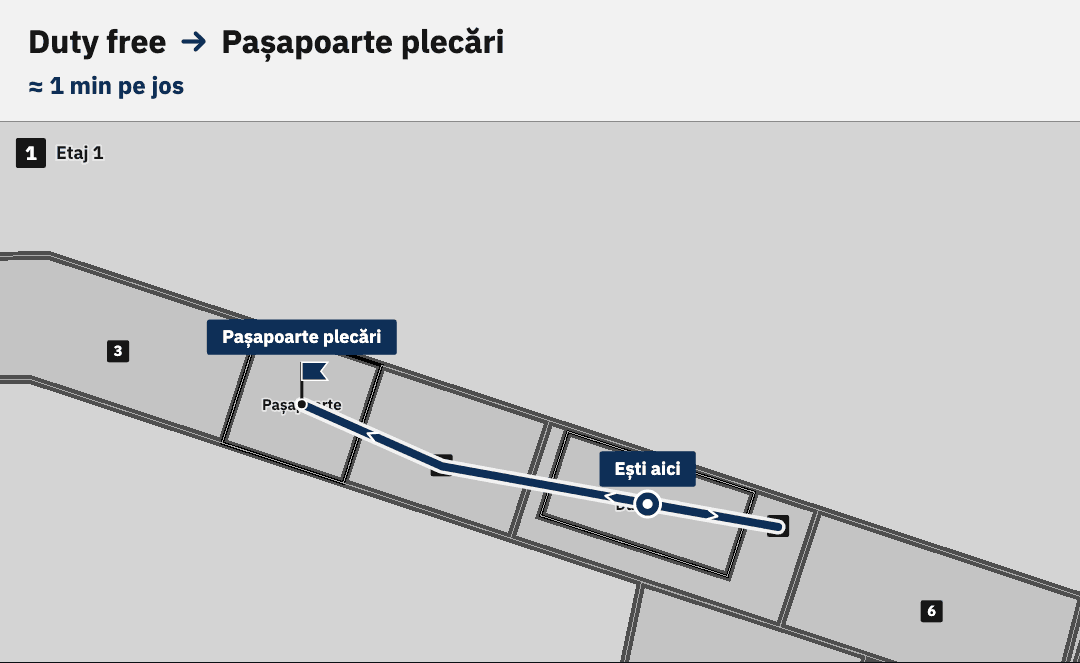 Duty free → Pașapoarte plecări
≈ 1 min pe jos
1 Etaj 1
3
Pașapoarte plecări
Ești aici
6